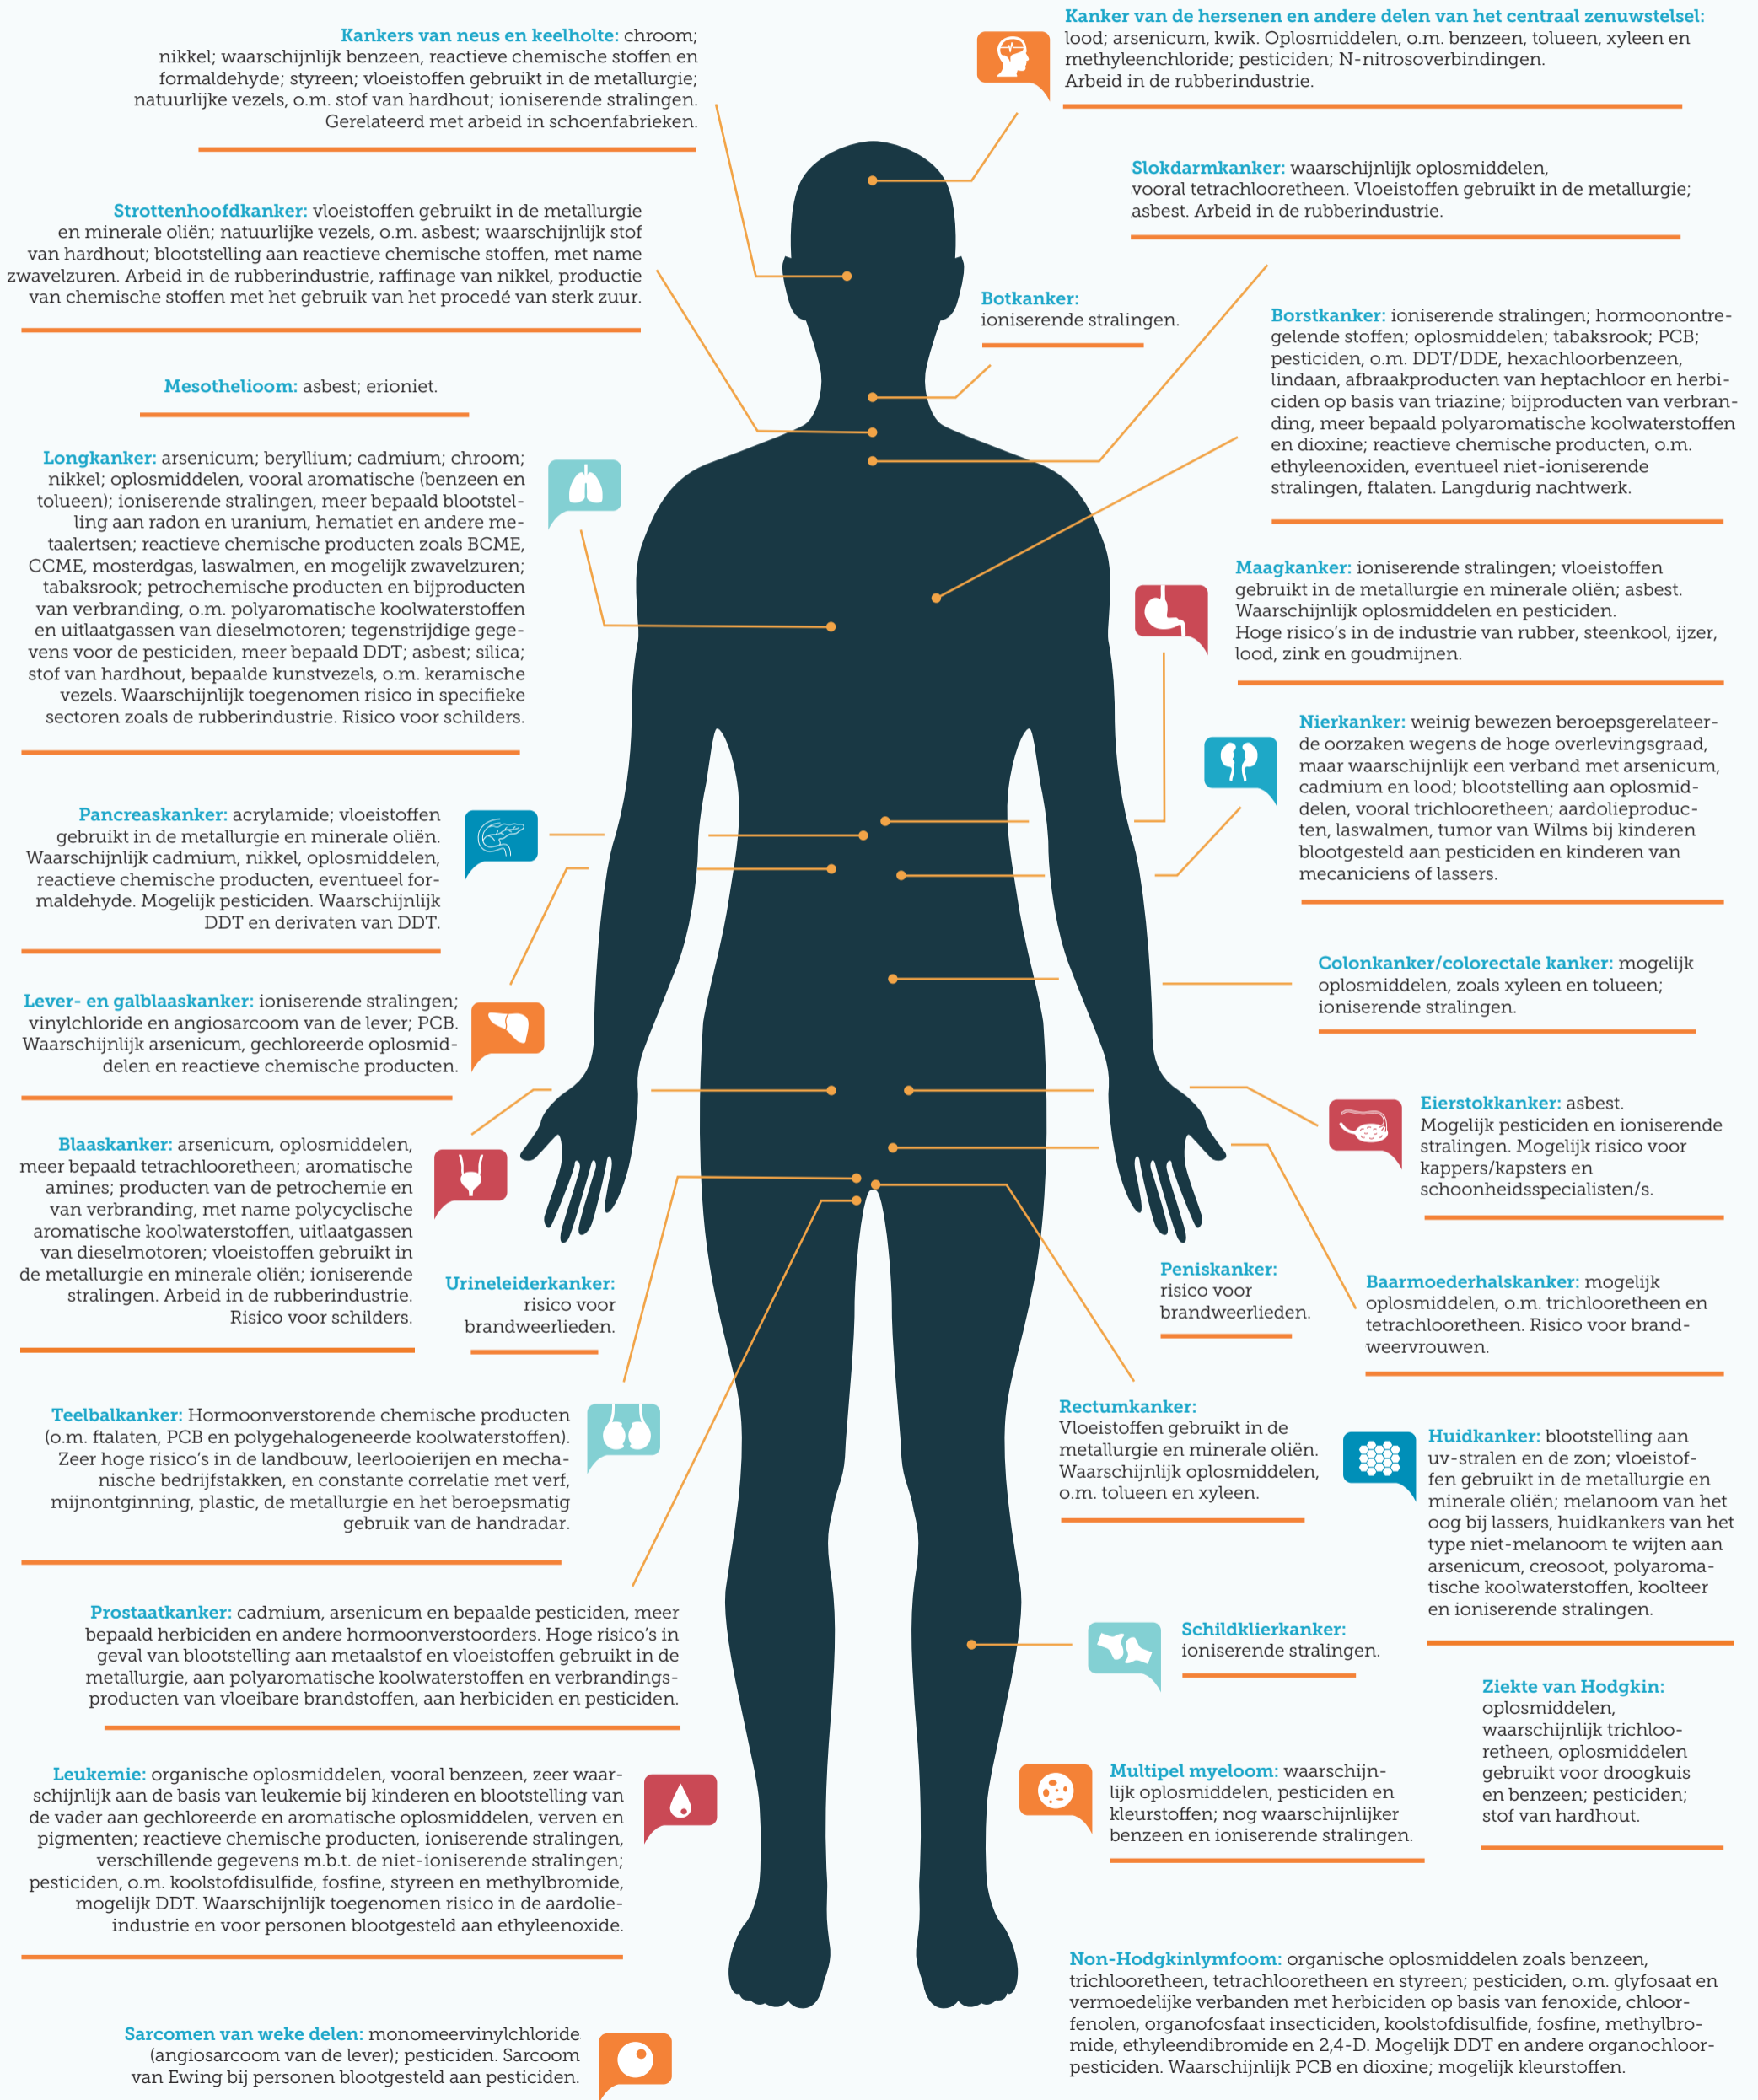 Kankers van neus en keelholte: chroom;
nikkel; waarschijnlijk benzeen, reactieve chemische stoffen en
formaldehyde; styreen; vloeistoffen gebruikt in de metallurgie;
natuurlijke vezels, o.m. stof van hardhout; ioniserende stralingen.
Gerelateerd met arbeid in schoenfabrieken.
Strottenhoofdkanker: vloeistoffen gebruikt in de metallurgie
en minerale oliën; natuurlijke vezels, o.m. asbest; waarschijnlijk stof
van hardhout; blootstelling aan reactieve chemische stoffen, met name
zwavelzuren. Arbeid in de rubberindustrie, raffinage van nikkel, productie
van chemische stoffen met het gebruik van het procedé van sterk zuur.
Mesothelioom: asbest; erioniet.
Longkanker: arsenicum; beryllium; cadmium; chroom;
nikkel; oplosmiddelen, vooral aromatische (benzeen en
tolueen); ioniserende stralingen, meer bepaald blootstel-
ling aan radon en uranium, hematiet en andere me-
taalertsen; reactieve chemische producten zoals BCME,
CCME, mosterdgas, laswalmen, en mogelijk zwavelzuren;
tabaksrook; petrochemische producten en bijproducten
van verbranding, o.m. polyaromatische koolwaterstoffen
en uitlaatgassen van dieselmotoren; tegenstrijdige gege-
vens voor de pesticiden, meer bepaald DDT; asbest; silica;
stof van hardhout, bepaalde kunstvezels, o.m. keramische
vezels. Waarschijnlijk toegenomen risico in specifieke
sectoren zoals de rubberindustrie. Risico voor schilders.
Pancreaskanker: acrylamide; vloeistoffen
gebruikt in de metallurgie en minerale oliën.
Waarschijnlijk cadmium, nikkel, oplosmiddelen,
reactieve chemische producten, eventueel for-
maldehyde. Mogelijk pesticiden. Waarschijnlijk
DDT en derivaten van DDT.
Lever- en galblaaskanker: ioniserende stralingen;
vinylchloride en angiosarcoom van de lever; PCB.
Waarschijnlijk arsenicum, gechloreerde oplosmid-
delen en reactieve chemische producten.
Blaaskanker: arsenicum, oplosmiddelen,
meer bepaald tetrachlooretheen; aromatische
amines; producten van de petrochemie en
van verbranding, met name polycyclische
aromatische koolwaterstoffen, uitlaatgassen
van dieselmotoren; vloeistoffen gebruikt in
de metallurgie en minerale oliën; ioniserende
stralingen. Arbeid in de rubberindustrie.
Risico voor schilders.
Urineleiderkanker:
risico voor
brandweerlieden.
Teelbalkanker: Hormoonverstorende chemische producten
(o.m. ftalaten, PCB en polygehalogeneerde koolwaterstoffen).
Zeer hoge risico's in de landbouw, leerlooierijen en mecha-
nische bedrijfstakken, en constante correlatie met verf,
mijnontginning, plastic, de metallurgie en het beroepsmatig
gebruik van de handradar.
Prostaatkanker: cadmium, arsenicum en bepaalde pesticiden, meer
bepaald herbiciden en andere hormoonverstoorders. Hoge risico's in
geval van blootstelling aan metaalstof en vloeistoffen gebruikt in de
metallurgie, aan polyaromatische koolwaterstoffen en verbrandings-
producten van vloeibare brandstoffen, aan herbiciden en pesticiden.
Leukemie: organische oplosmiddelen, vooral benzeen, zeer waar-
schijnlijk aan de basis van leukemie bij kinderen en blootstelling van
de vader aan gechloreerde en aromatische oplosmiddelen, verven en
pigmenten; reactieve chemische producten, ioniserende stralingen,
verschillende gegevens m.b.t. de niet-ioniserende stralingen;
pesticiden, o.m. koolstofdisulfide, fosfine, styreen en methylbromide,
mogelijk DDT. Waarschijnlijk toegenomen risico in de aardolie-
industrie en voor personen blootgesteld aan ethyleenoxide.
Sarcomen van weke delen: monomeervinylchloride
(angiosarcoom van de lever); pesticiden. Sarcoom
van Ewing bij personen blootgesteld aan pesticiden.
Kanker van de hersenen en andere delen van het centraal zenuwstelsel:
lood; arsenicum, kwik. Oplosmiddelen, o.m. benzeen, tolueen, xyleen en
methyleenchloride; pesticiden; N-nitrosoverbindingen.
Arbeid in de rubberindustrie.
Slokdarmkanker: waarschijnlijk oplosmiddelen,
vooral tetrachlooretheen. Vloeistoffen gebruikt in de metallurgie;
asbest. Arbeid in de rubberindustrie.
Botkanker:
ioniserende stralingen.
Borstkanker: ioniserende stralingen; hormoonontre-
gelende stoffen; oplosmiddelen; tabaksrook; PCB;
pesticiden, o.m. DDT/DDE, hexachloorbenzeen,
lindaan, afbraakproducten van heptachloor en herbi-
ciden op basis van triazine; bijproducten van verbran-
ding, meer bepaald polyaromatische koolwaterstoffen
en dioxine; reactieve chemische producten, o.m.
ethyleenoxiden, eventueel niet-ioniserende
stralingen, ftalaten. Langdurig nachtwerk.
Maagkanker: ioniserende stralingen; vloeistoffen
gebruikt in de metallurgie en minerale oliën; asbest.
Waarschijnlijk oplosmiddelen en pesticiden.
Hoge risico's in de industrie van rubber, steenkool, ijzer,
lood, zink en goudmijnen.
Nierkanker: weinig bewezen beroepsgerelateer-
de oorzaken wegens de hoge overlevingsgraad,
maar waarschijnlijk een verband met arsenicum,
cadmium en lood; blootstelling aan oplosmid-
delen, vooral trichlooretheen; aardolieproduc-
ten, laswalmen, tumor van Wilms bij kinderen
blootgesteld aan pesticiden en kinderen van
mecaniciens of lassers.
Colonkanker/colorectale kanker: mogelijk
oplosmiddelen, zoals xyleen en tolueen;
ioniserende stralingen.
Eierstokkanker: asbest.
Mogelijk pesticiden en ioniserende
stralingen. Mogelijk risico voor
kappers/kapsters en
schoonheidsspecialisten/s.
Peniskanker:
risico voor
brandweerlieden.
Baarmoederhalskanker: mogelijk
oplosmiddelen, o.m. trichlooretheen en
tetrachlooretheen. Risico voor brand-
weervrouwen.
Rectumkanker:
Vloeistoffen gebruikt in de
metallurgie en minerale oliën.
Waarschijnlijk oplosmiddelen,
o.m. tolueen en xyleen.
Huidkanker: blootstelling aan
uv-stralen en de zon; vloeistof-
fen gebruikt in de metallurgie en
minerale oliën; melanoom van het
oog bij lassers, huidkankers van het
type niet-melanoom te wijten aan
arsenicum, creosoot, polyaroma-
tische koolwaterstoffen, koolteer
en ioniserende stralingen.
Schildklierkanker:
ioniserende stralingen.
Ziekte van Hodgkin:
oplosmiddelen,
waarschijnlijk trichloo-
retheen, oplosmiddelen
gebruikt voor droogkuis
en benzeen; pesticiden;
stof van hardhout.
Multipel myeloom: waarschijn-
lijk oplosmiddelen, pesticiden en
kleurstoffen; nog waarschijnlijker
benzeen en ioniserende stralingen.
Non-Hodgkinlymfoom: organische oplosmiddelen zoals benzeen,
trichlooretheen, tetrachlooretheen en styreen; pesticiden, o.m. glyfosaat en
vermoedelijke verbanden met herbiciden op basis van fenoxide, chloor-
fenolen, organofosfaat insecticiden, koolstofdisulfide, fosfine, methylbro-
mide, ethyleendibromide en 2,4-D. Mogelijk DDT en andere organochloor-
pesticiden. Waarschijnlijk PCB en dioxine; mogelijk kleurstoffen.